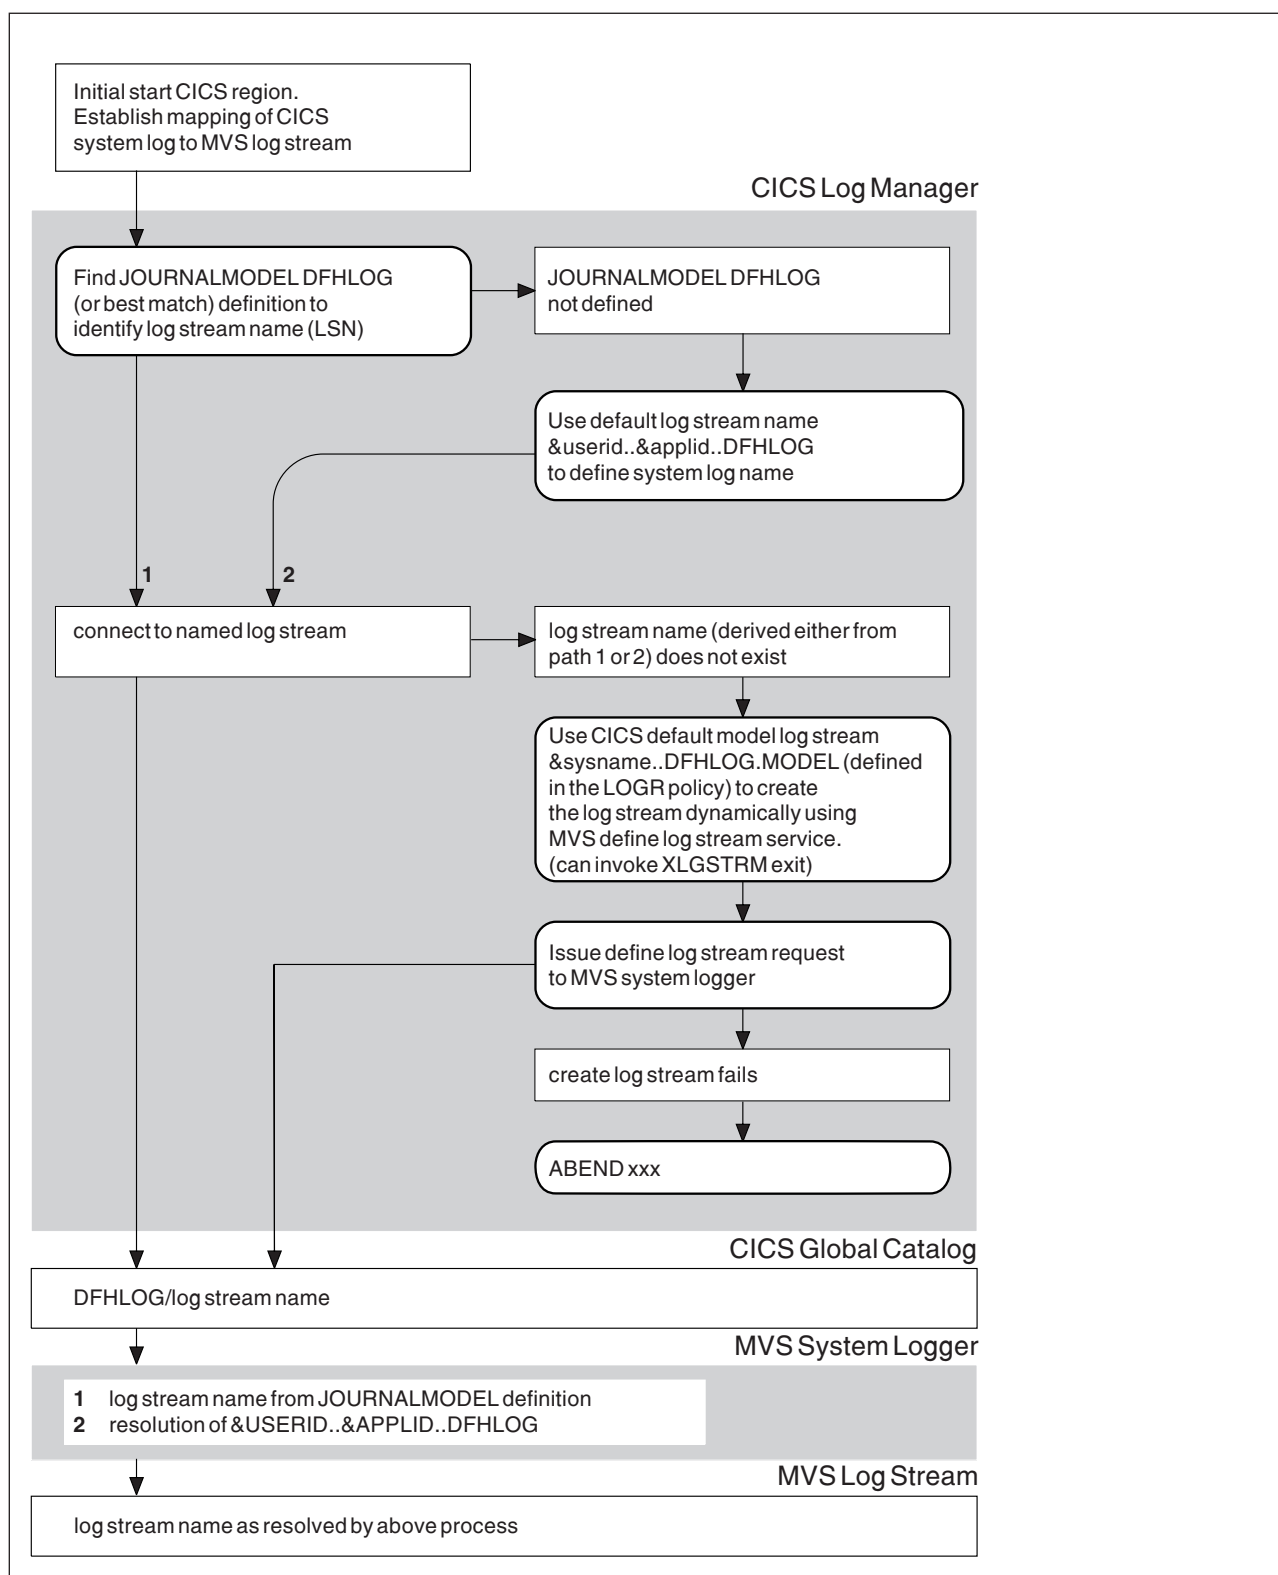 Initial start CICS region.
Establish mapping of CICS
system log to MVS log stream
CICS Log Manager
Find JOURNALMODEL DFHLOG
(or best match) definition to
identify log stream name (LSN)
JOURNALMODEL DFHLOG
not defined
Use default log stream name
&userid..&applid..DFHLOG
to define system log name
1
2
connect to named log stream
log stream name (derived either from
path 1 or 2) does not exist
Use CICS default model log stream
&sysname..DFHLOG.MODEL (defined
in the LOGR policy) to create
the log stream dynamically using
MVS define log stream service.
(can invoke XLGSTRM exit)
Issue define log stream request
to MVS system logger
create log stream fails
ABEND xxx
CICS Global Catalog
DFHLOG/log stream name
MVS System Logger
1 log stream name from JOURNALMODEL definition
2 resolution of &USERID..&APPLID..DFHLOG
MVS Log Stream
log stream name as resolved by above process